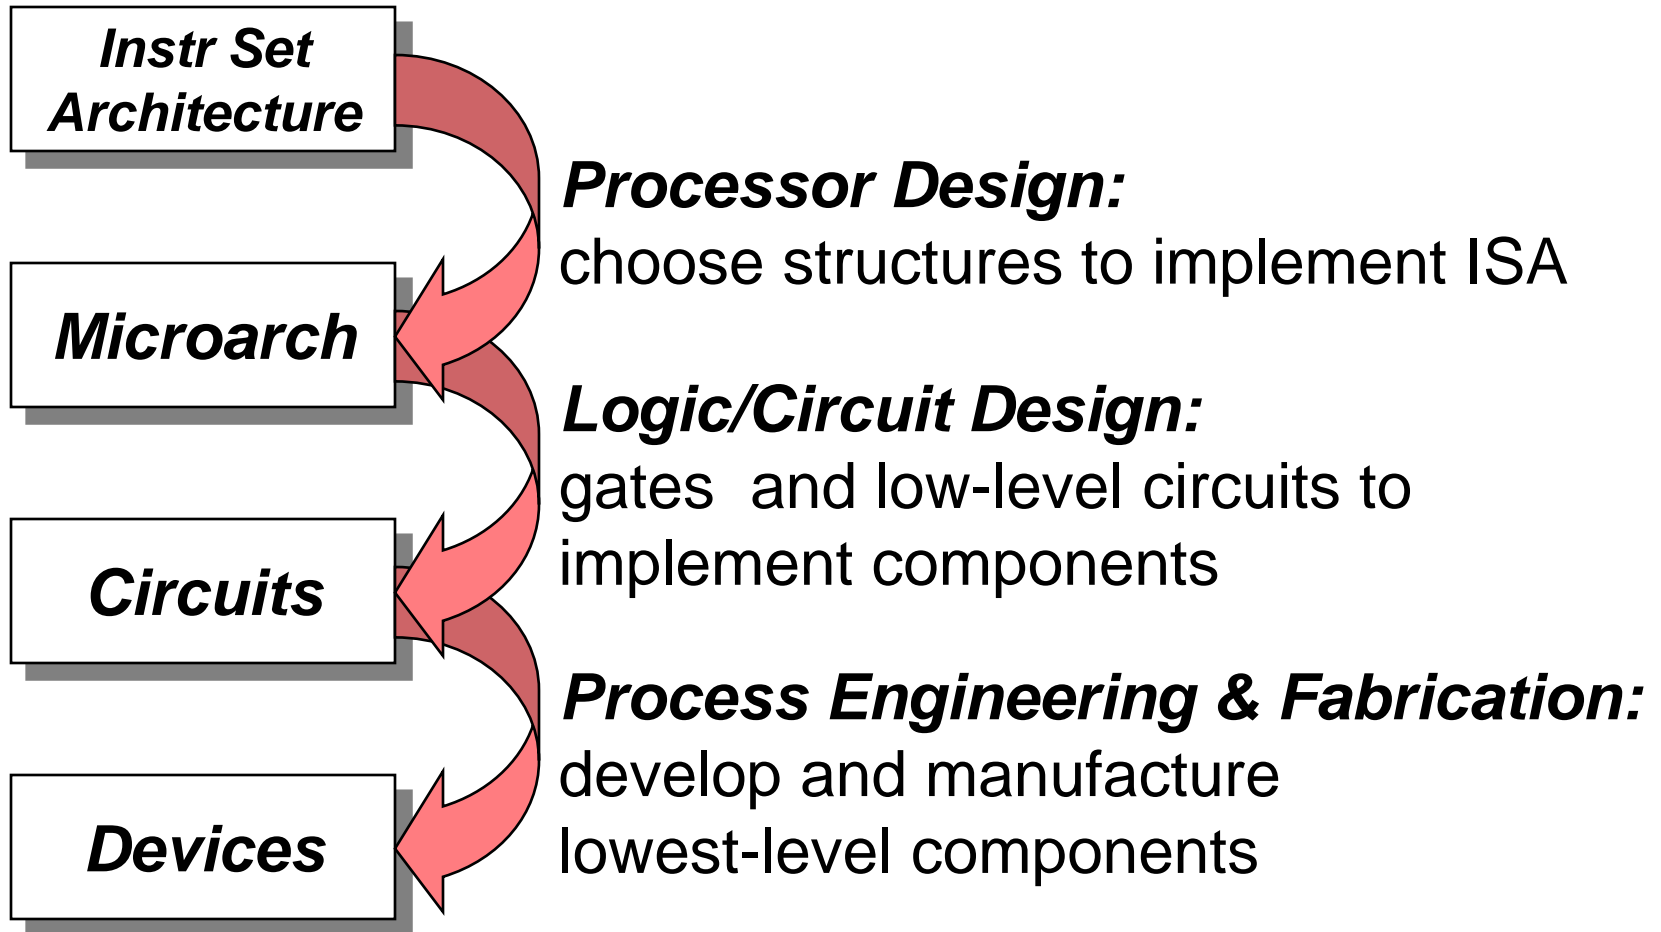 Instr Set
Architecture
Processor Design:
choose structures to implement ISA
Microarch
Logic/Circuit Design:
gates  and low-level circuits to
implement components
Circuits
Process Engineering & Fabrication:
develop and manufacture
lowest-level components
Devices